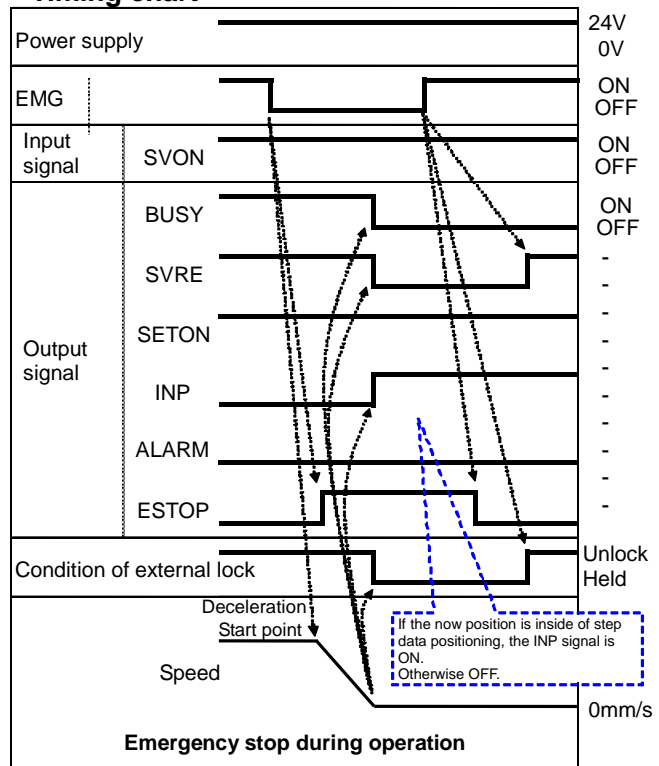 Power supply
24V
0V
EMG
ON
OFF
Input
signal
SVON
ON
OFF
BUSY
ON
OFF
SVRE
-
-
SETON
-
-
Output
signal
INP
-
-
ALARM
-
-
ESTOP
-
-
Condition of external lock
Unlock
Held
Deceleration
Start point
If the now position is inside of step
data positioning, the INP signal is
ON.
Otherwise OFF.
Speed
0mm/s
Emergency stop during operation